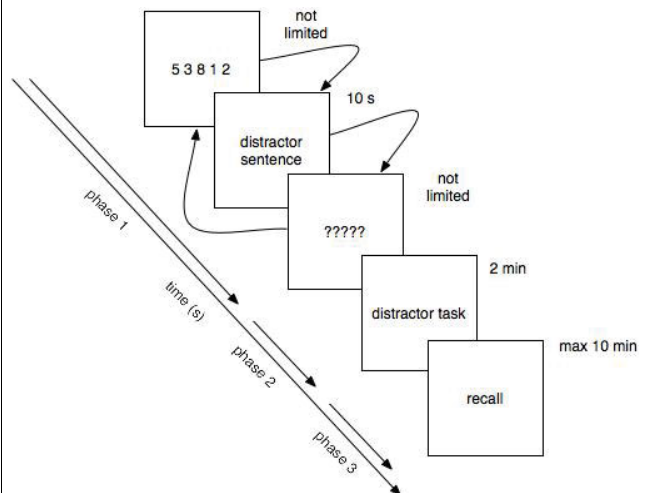 not
limited
5 3 8 1 2
10 s
distractor
sentence
not
limited
?????
phase 1
2 min
time (s)
distractor task
max 10 min
phase 2
recall
phase 3